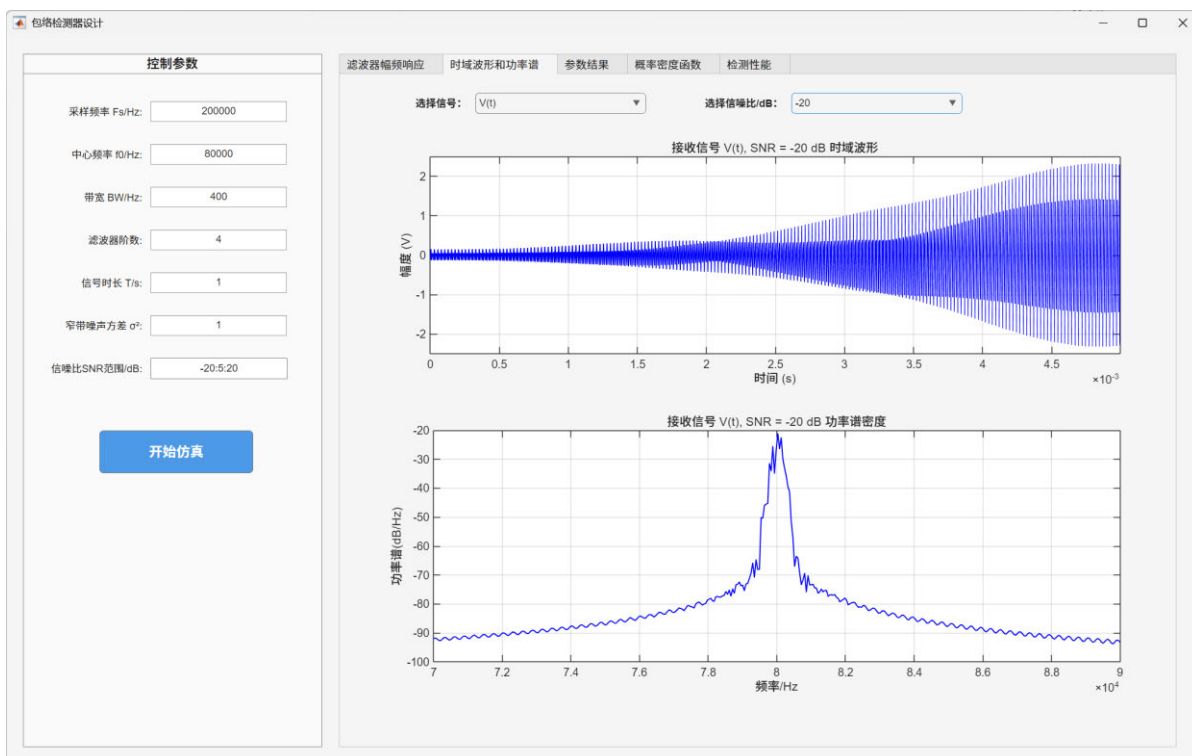 包络检测器设计
控制参数
采样频率 Fs/Hz: 200000
中心频率 f0/Hz: 80000
带宽 BW/Hz: 400
滤波器阶数: 4
信号时长 T/s: 1
窄带噪声方差 σ²: 1
信噪比SNR范围/dB: -20:5:20
开始仿真
滤波器幅频响应 时域波形和功率谱 参数结果 概率密度函数 检测性能
选择信号: V(t) 选择信噪比/dB: -20
接收信号 V(t), SNR = -20 dB 时域波形
幅度 (V)
2
1
0
-1
-2
0 0.5 1 1.5 2 2.5 3 3.5 4 4.5
时间 (s)
×10⁻³
接收信号 V(t), SNR = -20 dB 功率谱密度
功率谱(dB/Hz)
-20
-30
-40
-50
-60
-70
-80
-90
-100
7 7.2 7.4 7.6 7.8 8 8.2 8.4 8.6 8.8 9
频率/Hz
×10⁴